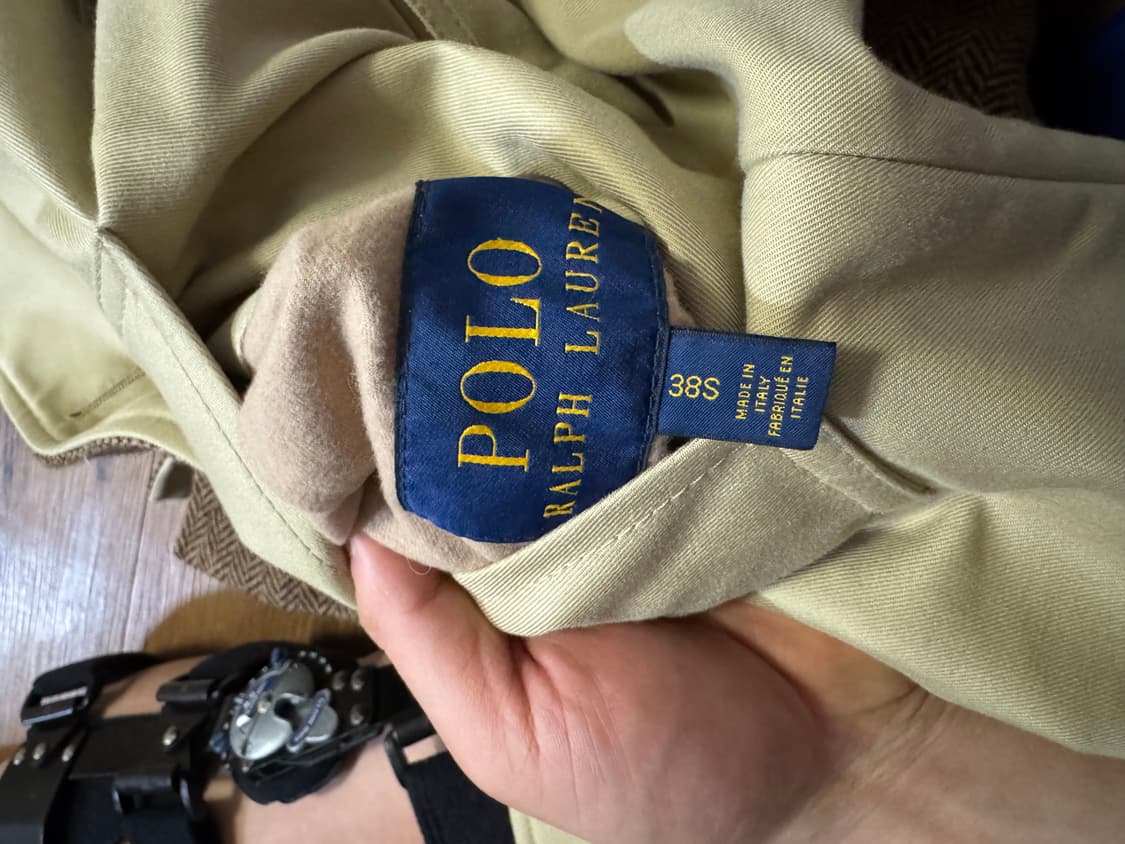 POLO
RALPH LAUREN
38S
MADE IN
ITALY
FABRIQUÉ EN
ITALIE